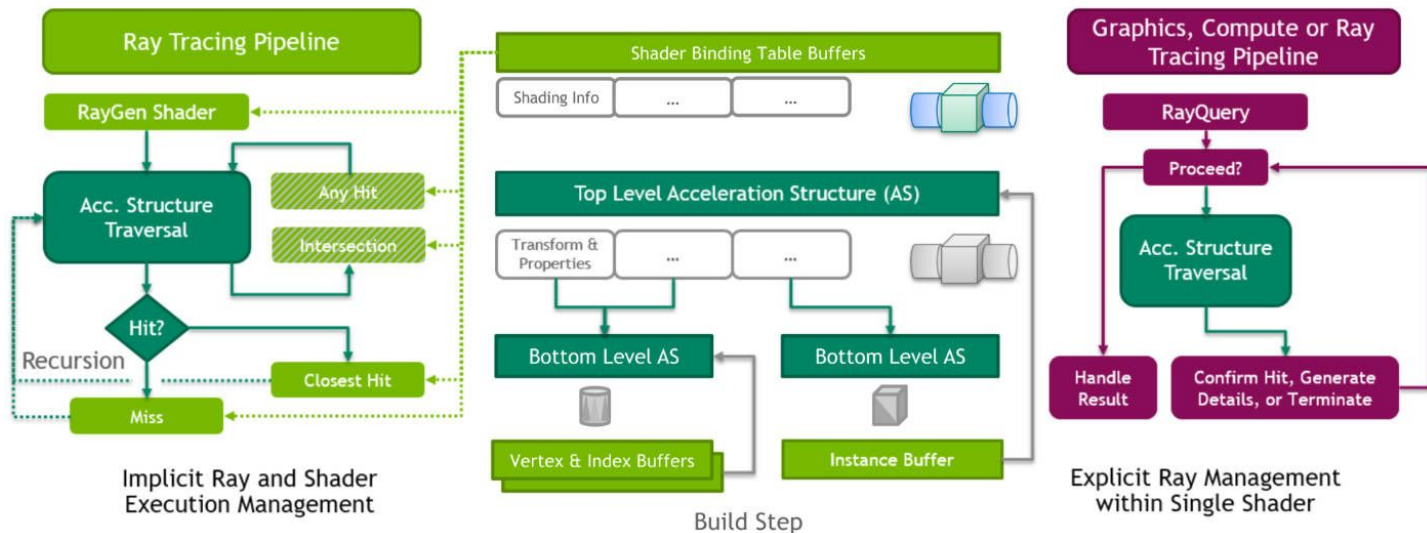 Ray Tracing Pipeline
RayGen Shader
Any Hit
Acc. Structure
Traversal
Intersection
Hit?
Recursion
Closest Hit
Miss
Implicit Ray and Shader
Execution Management
Shader Binding Table Buffers
Shading Info
...
...
Top Level Acceleration Structure (AS)
Transform &
Properties
...
...
Bottom Level AS
Bottom Level AS
Vertex & Index Buffers
Instance Buffer
Build Step
Graphics, Compute or Ray
Tracing Pipeline
RayQuery
Proceed?
Acc. Structure
Traversal
Handle
Result
Confirm Hit, Generate
Details, or Terminate
Explicit Ray Management
within Single Shader